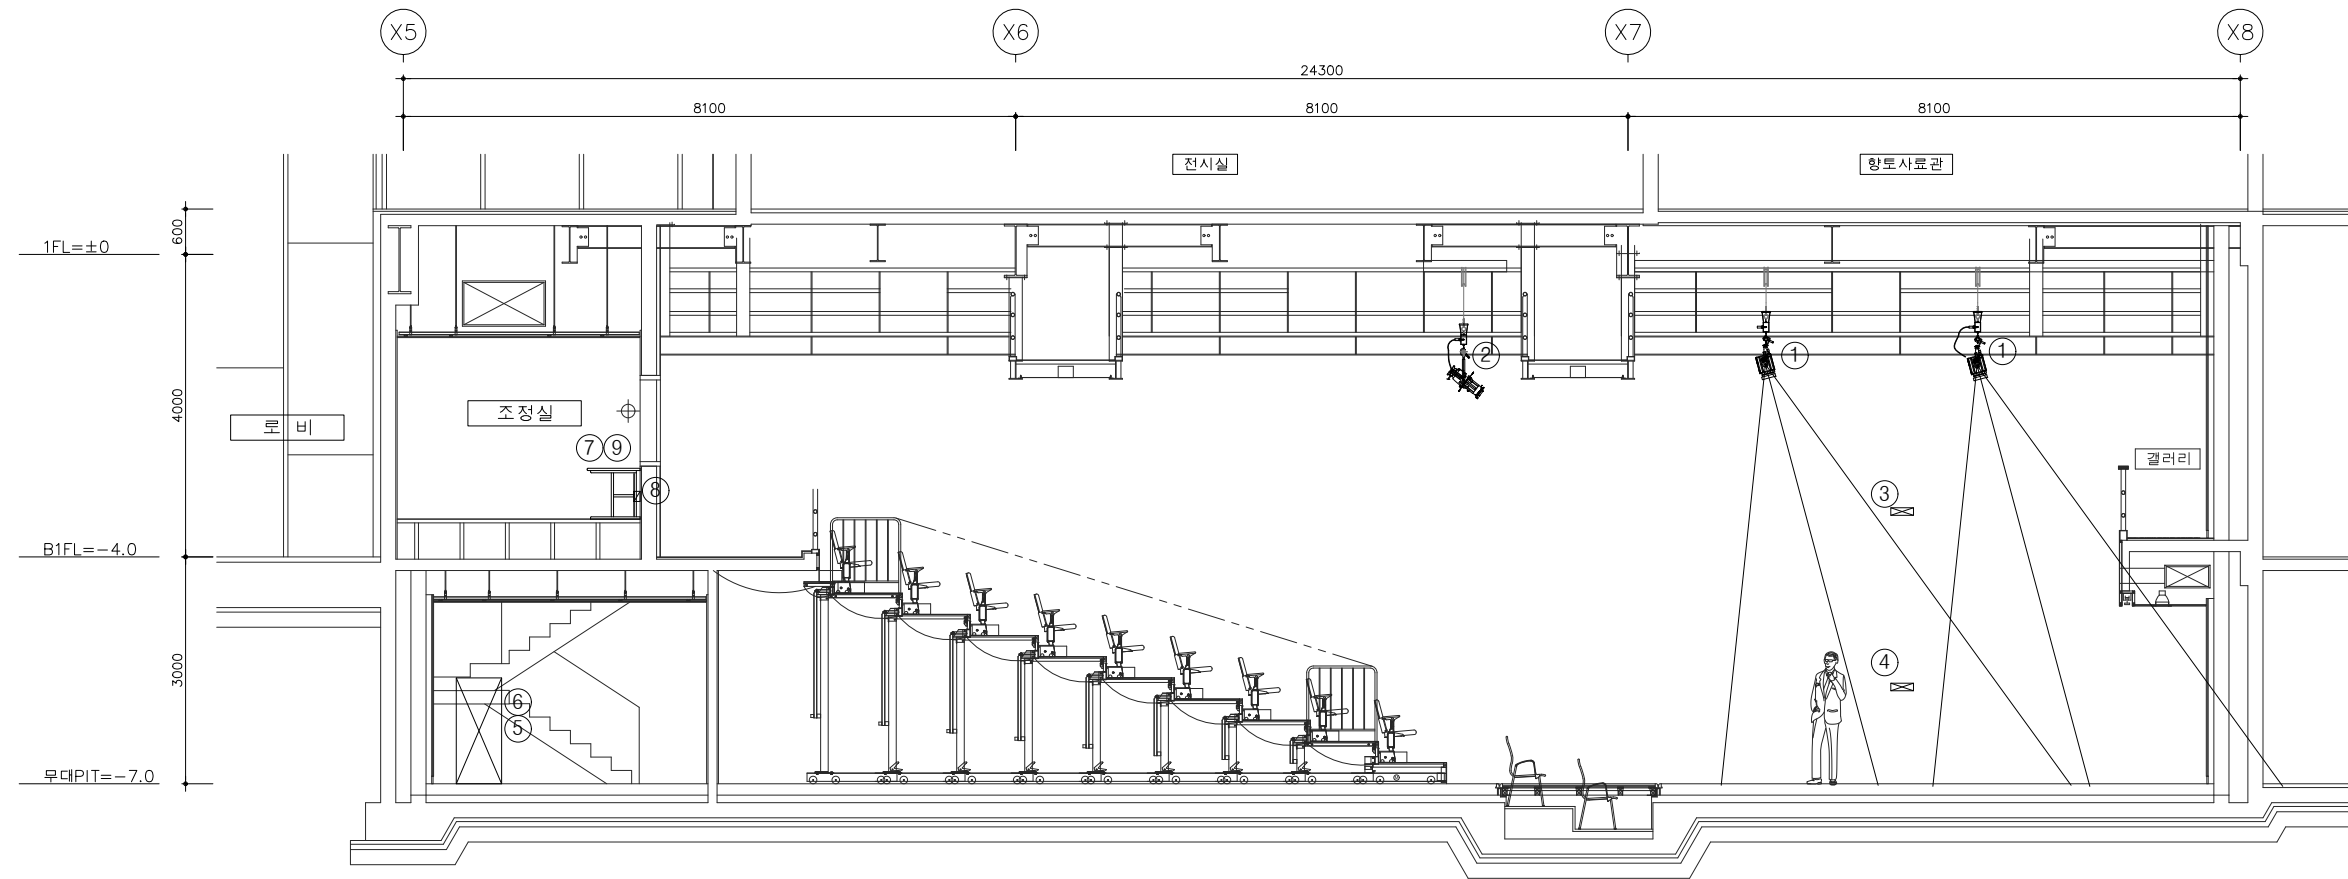 X5 X6 X7 X8
24300
8100 8100 8100
전시실 향토사료관
600
1FL=±0
4000
조정실
로 비
② ① ①
⑦ ⑨
갤러리
⑧
③
B1FL=-4.0
3000
④
⑥
⑤
무대PIT=-7.0